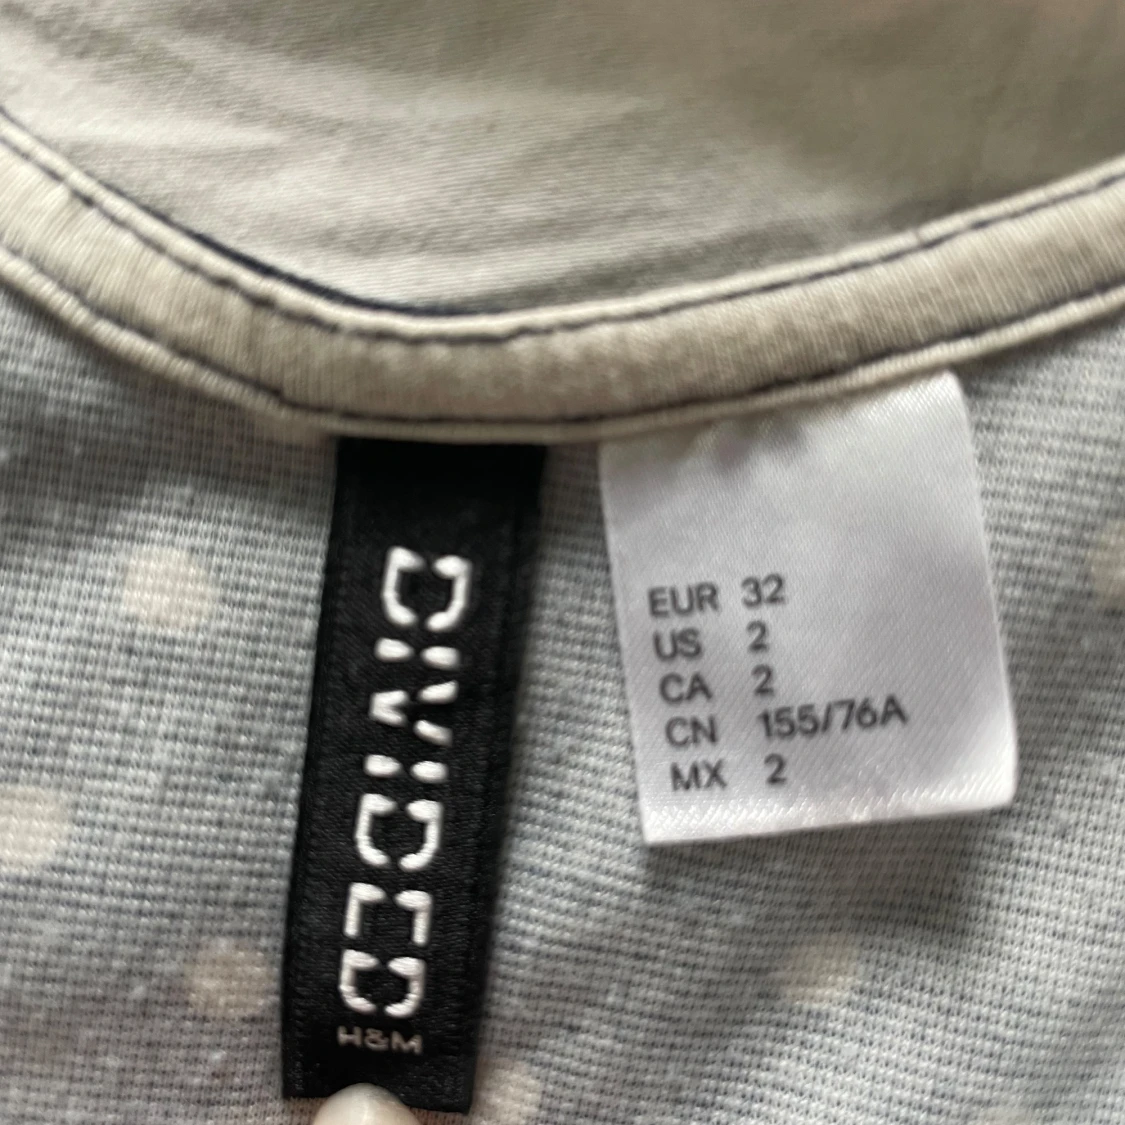 DIVIDED
H&M
EUR 32
US 2
CA 2
CN 155/76A
MX 2